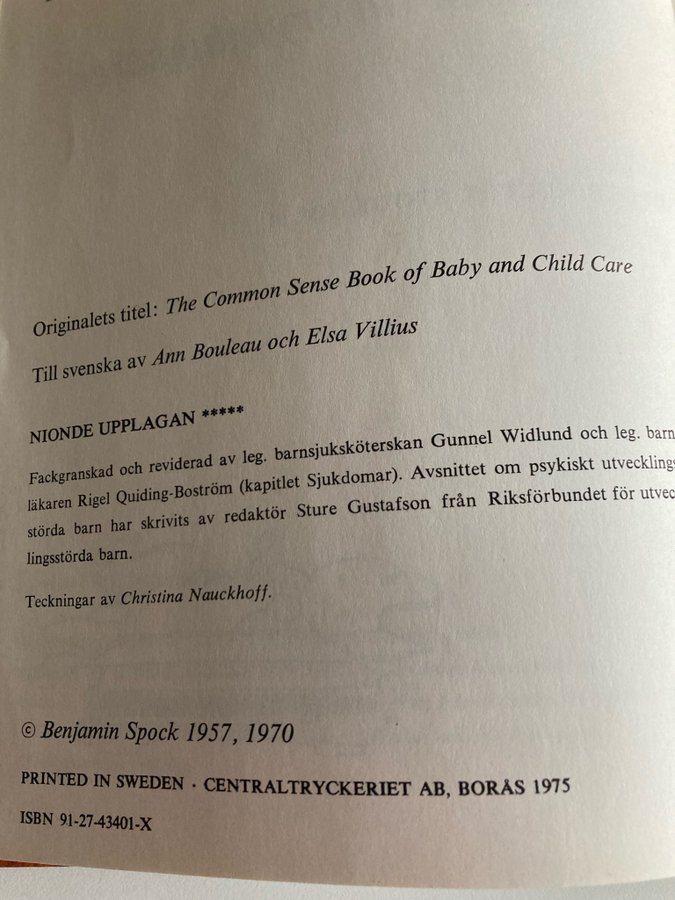 Originalets titel: The Common Sense Book of Baby and Child Care
Till svenska av Ann Bouleau och Elsa Villius
NIONDE UPPLAGAN *****
Fackgranskad och reviderad av leg. barnsjuksköterskan Gunnel Widlund och leg. barn
läkaren Rigel Quiding-Boström (kapitlet Sjukdomar). Avsnittet om psykiskt utvecklings
störda barn har skrivits av redaktör Sture Gustafson från Riksförbundet för utvec
lingsstörda barn.
Teckningar av Christina Nauckhoff.
© Benjamin Spock 1957, 1970
PRINTED IN SWEDEN · CENTRALTRYCKERIET AB, BORÅS 1975
ISBN 91-27-43401-X